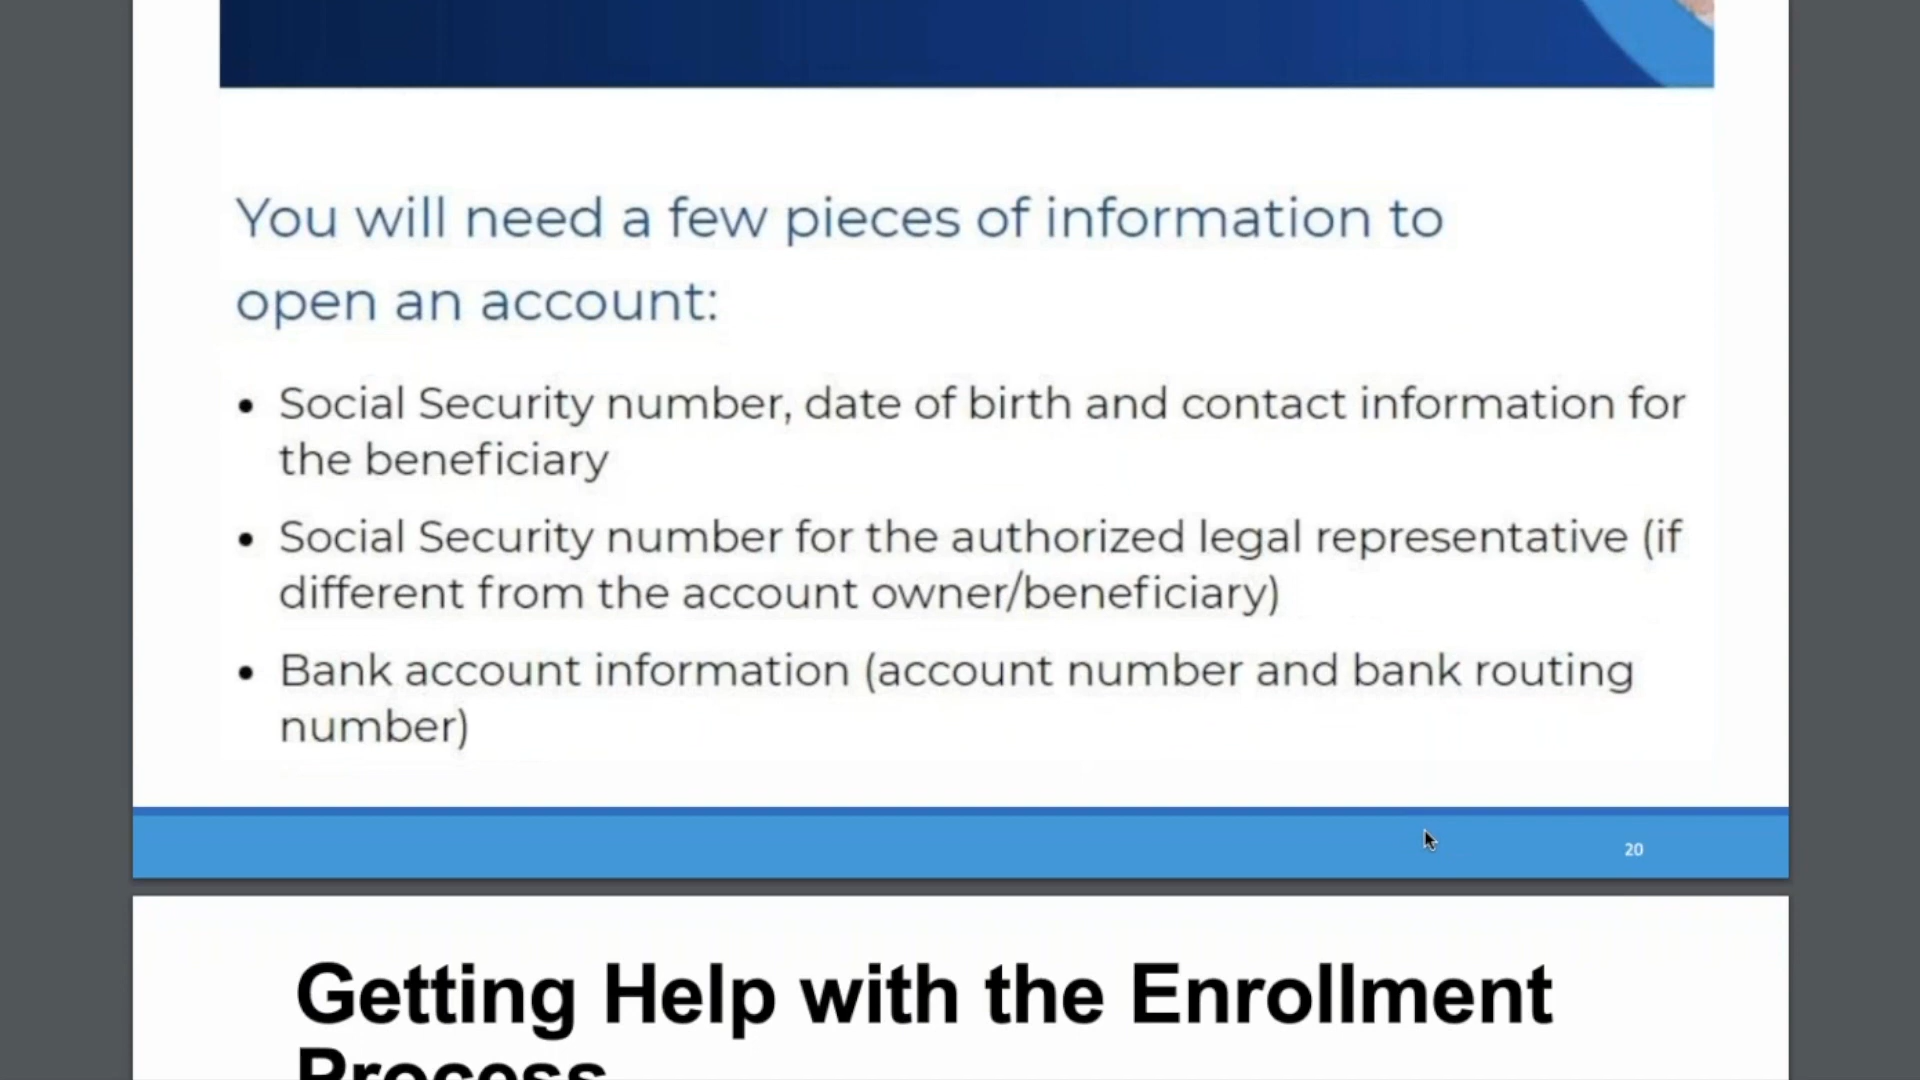 You will need a few pieces of information to
open an account:
• Social Security number, date of birth and contact information for
the beneficiary
• Social Security number for the authorized legal representative (if
different from the account owner/beneficiary)
• Bank account information (account number and bank routing
number)
20
Getting Help with the Enrollment
Process